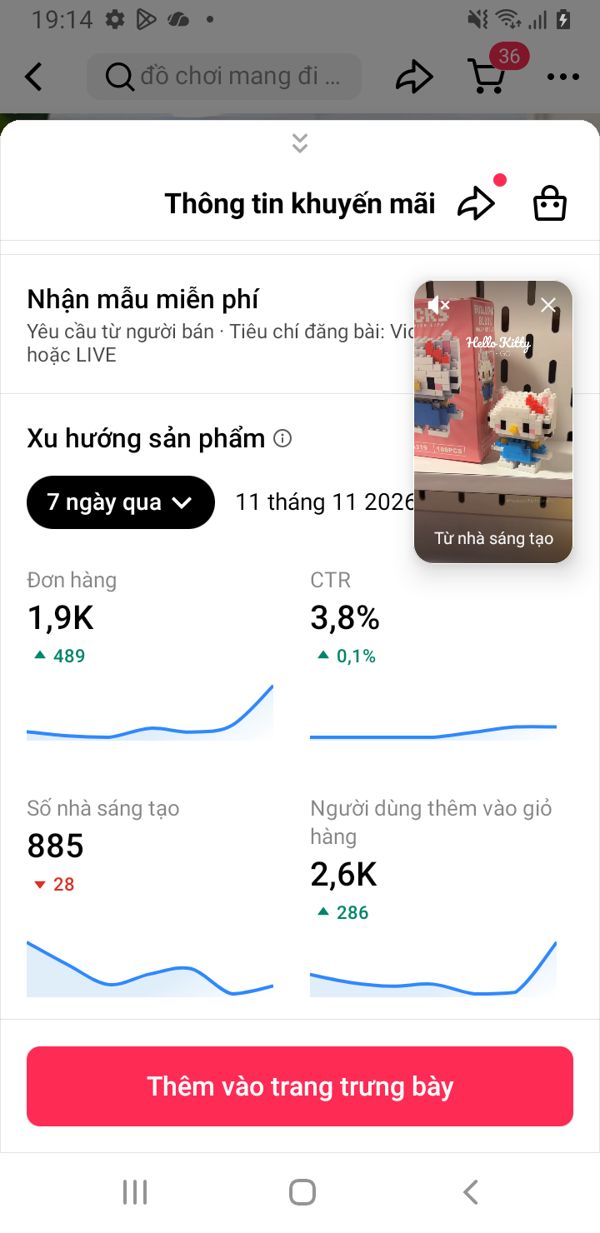 19:14
36
đồ chơi mang đi ...
Thông tin khuyến mãi
Nhận mẫu miễn phí
Yêu cầu từ người bán · Tiêu chí đăng bài: Vid
hoặc LIVE
Hello Kitty
Từ nhà sáng tạo
Xu hướng sản phẩm
7 ngày qua
11 tháng 11 2026
Đơn hàng
1,9K
489
CTR
3,8%
0,1%
Số nhà sáng tạo
885
28
Người dùng thêm vào giỏ
hàng
2,6K
286
Thêm vào trang trưng bày